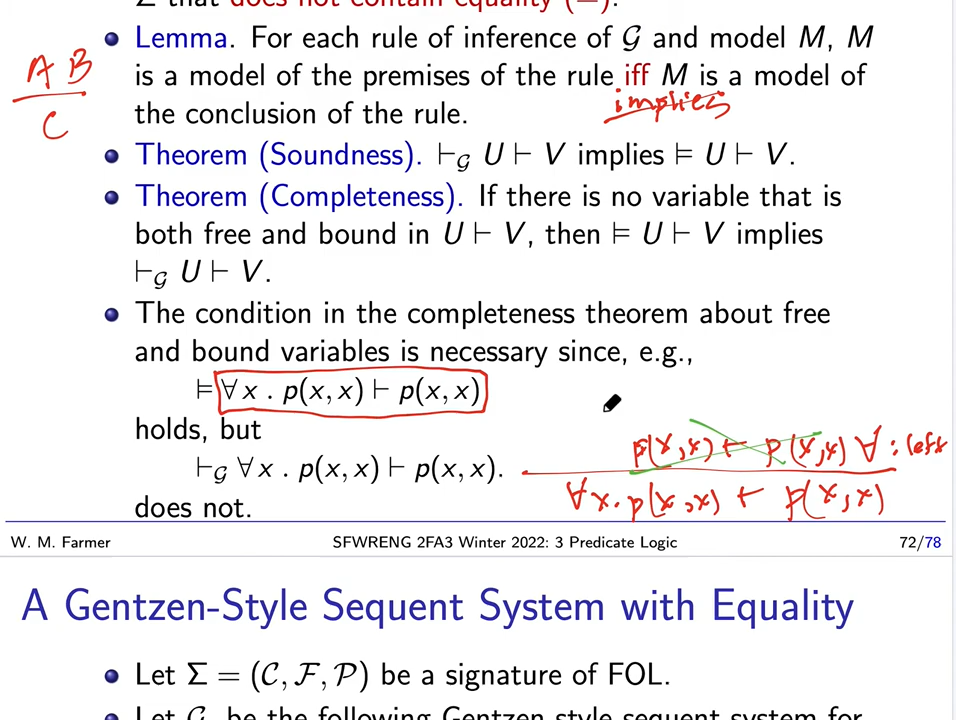 Σ that does not contain equality (=).
A B
C
Lemma. For each rule of inference of 𝒢 and model M, M
is a model of the premises of the rule iff M is a model of
implies
the conclusion of the rule.
Theorem (Soundness). ⊢𝒢 U ⊢ V implies ⊨ U ⊢ V.
Theorem (Completeness). If there is no variable that is
both free and bound in U ⊢ V, then ⊨ U ⊢ V implies
⊢𝒢 U ⊢ V.
The condition in the completeness theorem about free
and bound variables is necessary since, e.g.,
⊨ ∀ x . p(x, x) ⊢ p(x, x)
holds, but
p(x,x) ⊢ p(x,x) ∀ : left
⊢𝒢 ∀ x . p(x, x) ⊢ p(x, x).
∀x. p(x,x) ⊢ p(x,x)
does not.
W. M. Farmer SFWRENG 2FA3 Winter 2022: 3 Predicate Logic 72/78
A Gentzen-Style Sequent System with Equality
Let Σ = (𝒞, ℱ, 𝒫) be a signature of FOL.
Let 𝒢 be the following Gentzen style sequent system for